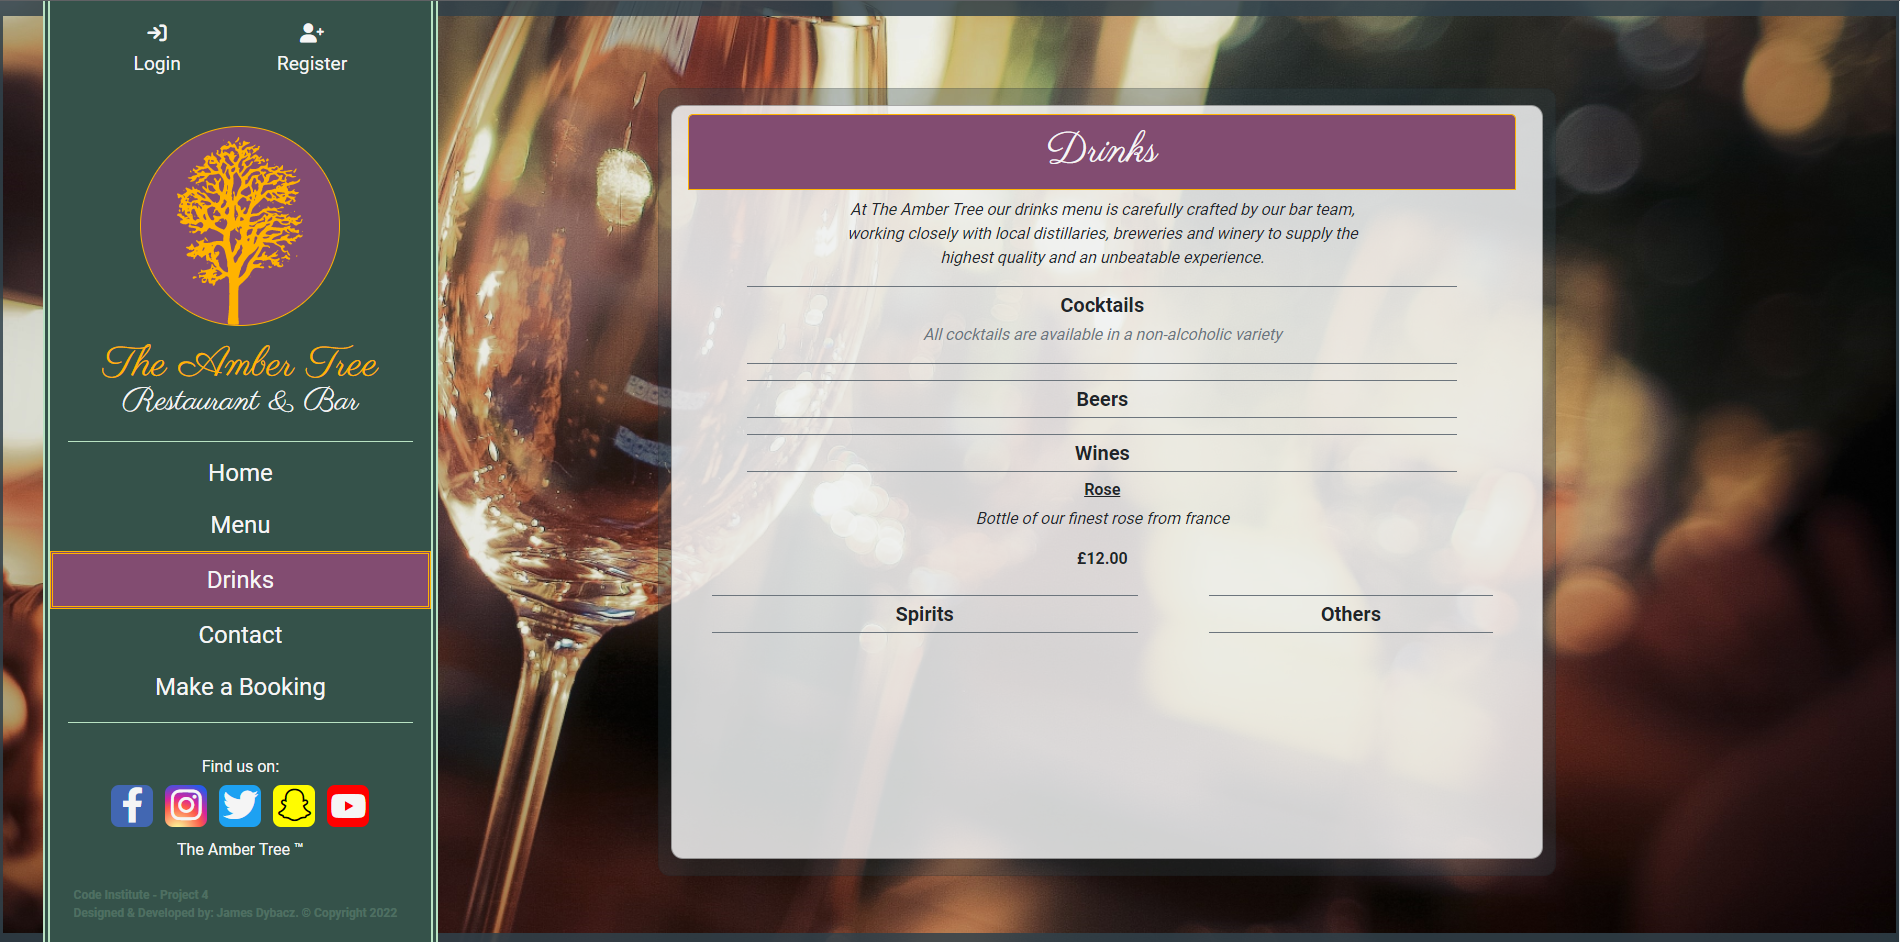 Login
Register
The Amber Tree
Restaurant & Bar
Home
Menu
Drinks
Contact
Make a Booking
Find us on:
The Amber Tree ™
Code Institute - Project 4
Designed & Developed by: James Dybacz. © Copyright 2022
Drinks
At The Amber Tree our drinks menu is carefully crafted by our bar team,
working closely with local distillaries, breweries and winery to supply the
highest quality and an unbeatable experience.
Cocktails
All cocktails are available in a non-alcoholic variety
Beers
Wines
Rose
Bottle of our finest rose from france
£12.00
Spirits
Others